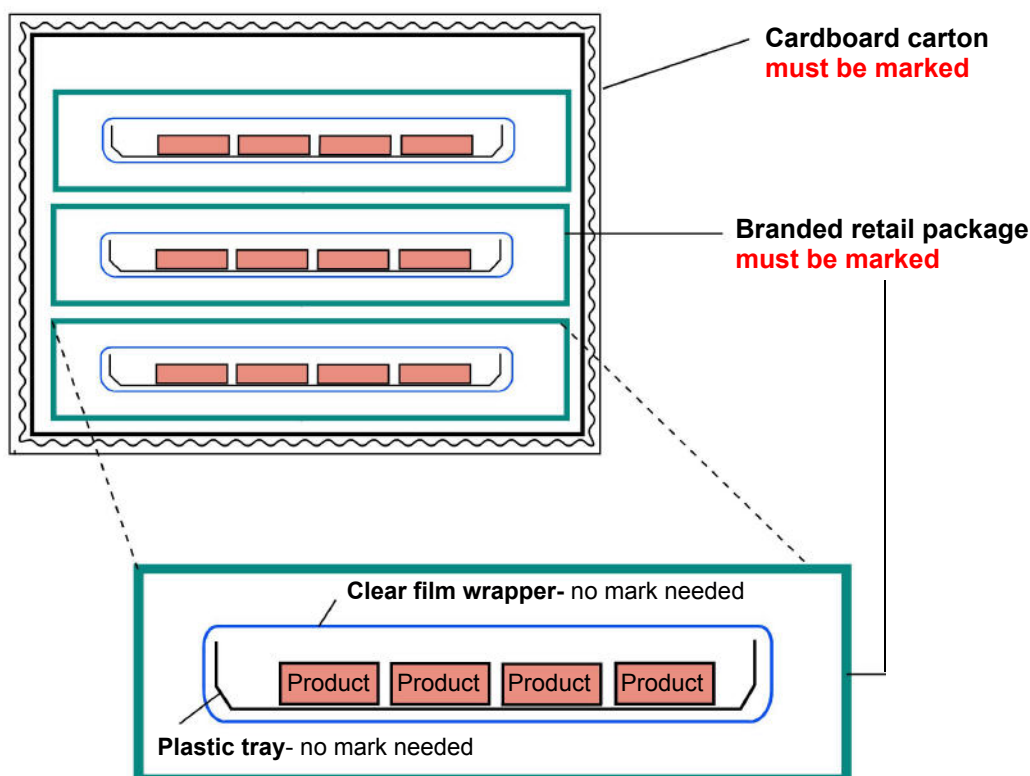 Cardboard carton
must be marked
Branded retail package
must be marked
Clear film wrapper- no mark needed
Product Product Product Product
Plastic tray- no mark needed